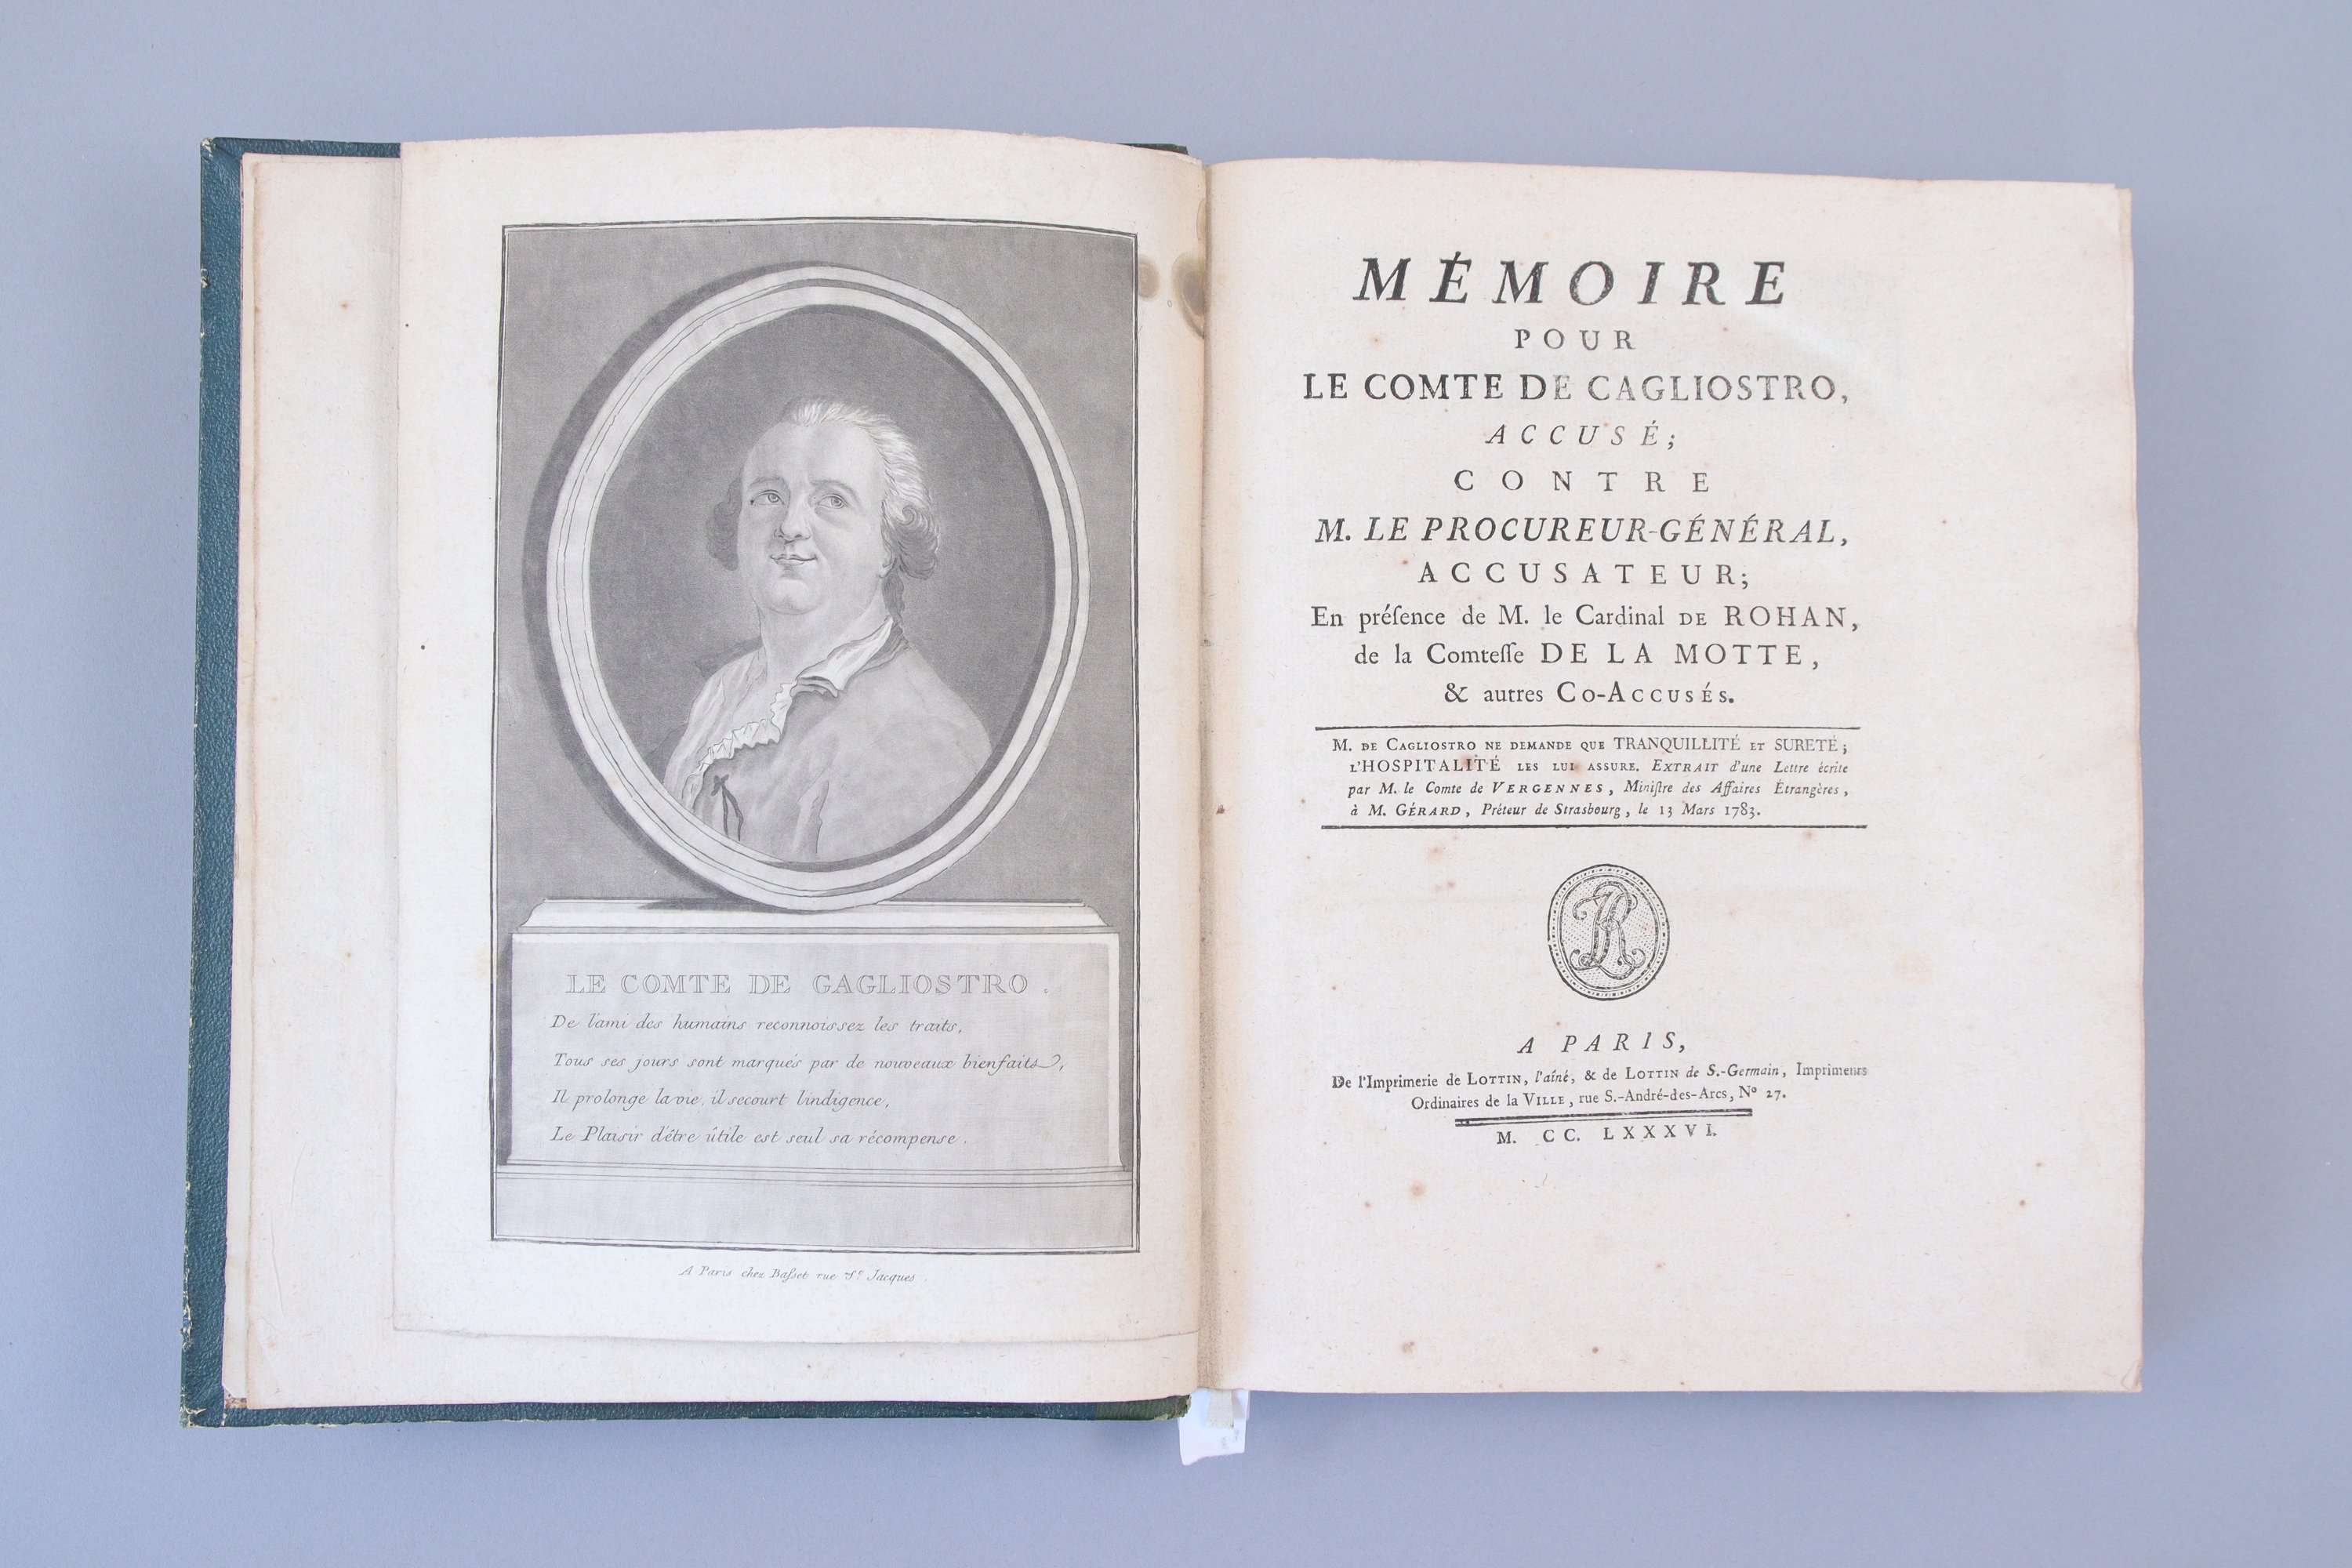 LE COMTE DE GAGLIOSTRO.
De l'ami des humains reconnoissez les traits,
Tous ses jours sont marqués par de nouveaux bienfaits,
Il prolonge la vie, il secourt l'indigence,
Le Plaisir d'être ûtile est seul sa récompense.
A Paris chez Baſset rue St. Jacques.
MÉMOIRE
POUR
LE COMTE DE CAGLIOSTRO,
ACCUSÉ;
CONTRE
M. LE PROCUREUR-GÉNÉRAL,
ACCUSATEUR;
En préſence de M. le Cardinal DE ROHAN,
de la Comteſſe DE LA MOTTE,
& autres CO-ACCUSÉS.
M. DE CAGLIOSTRO NE DEMANDE QUE TRANQUILLITÉ ET SURETÉ;
L'HOSPITALITÉ LES LUI ASSURE. EXTRAIT d'une Lettre écrite
par M. le Comte de VERGENNES, Miniſtre des Affaires Étrangères,
à M. GÉRARD, Préteur de Strasbourg, le 13 Mars 1783.
LR
A PARIS,
De l'Imprimerie de LOTTIN, l'aîné, & de LOTTIN de S.-Germain, Imprimeurs
Ordinaires de la VILLE, rue S.-André-des-Arcs, No 27.
M. CC. LXXXVI.